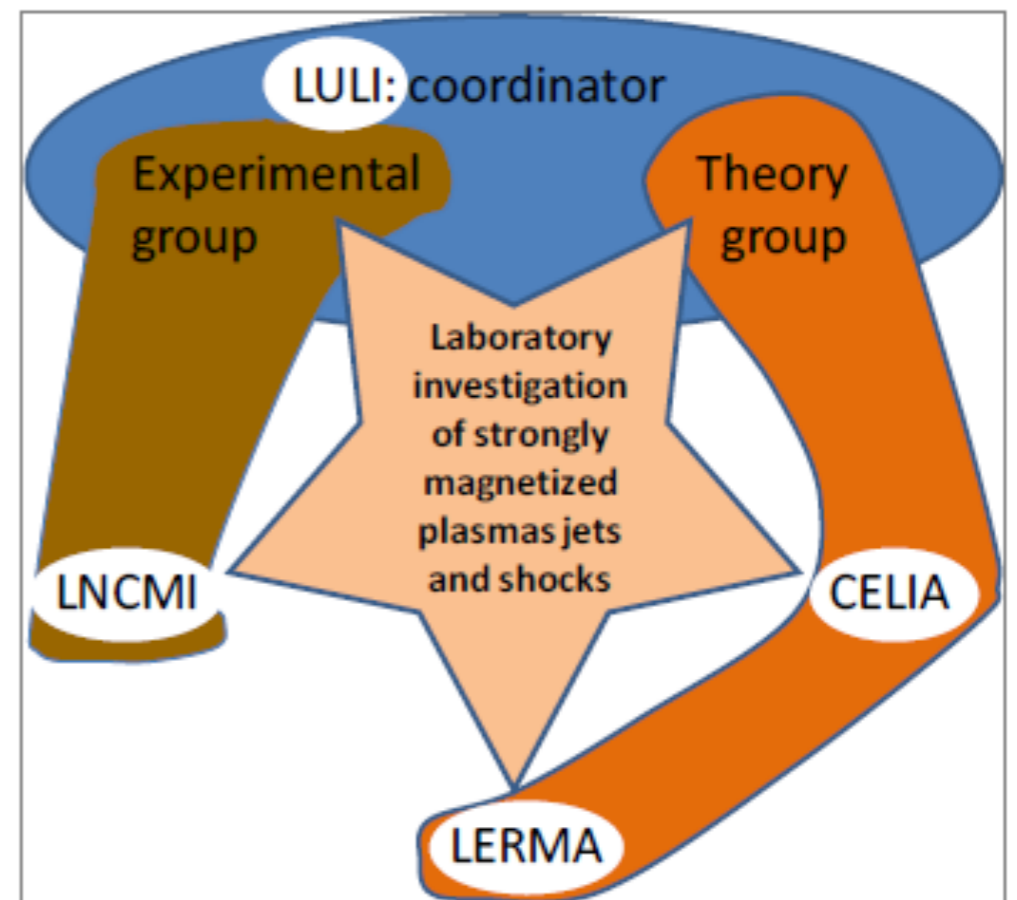 LULI: coordinator
Experimental
group
Theory
group
Laboratory
investigation
of strongly
magnetized
plasmas jets
and shocks
LNCMI
CELIA
LERMA